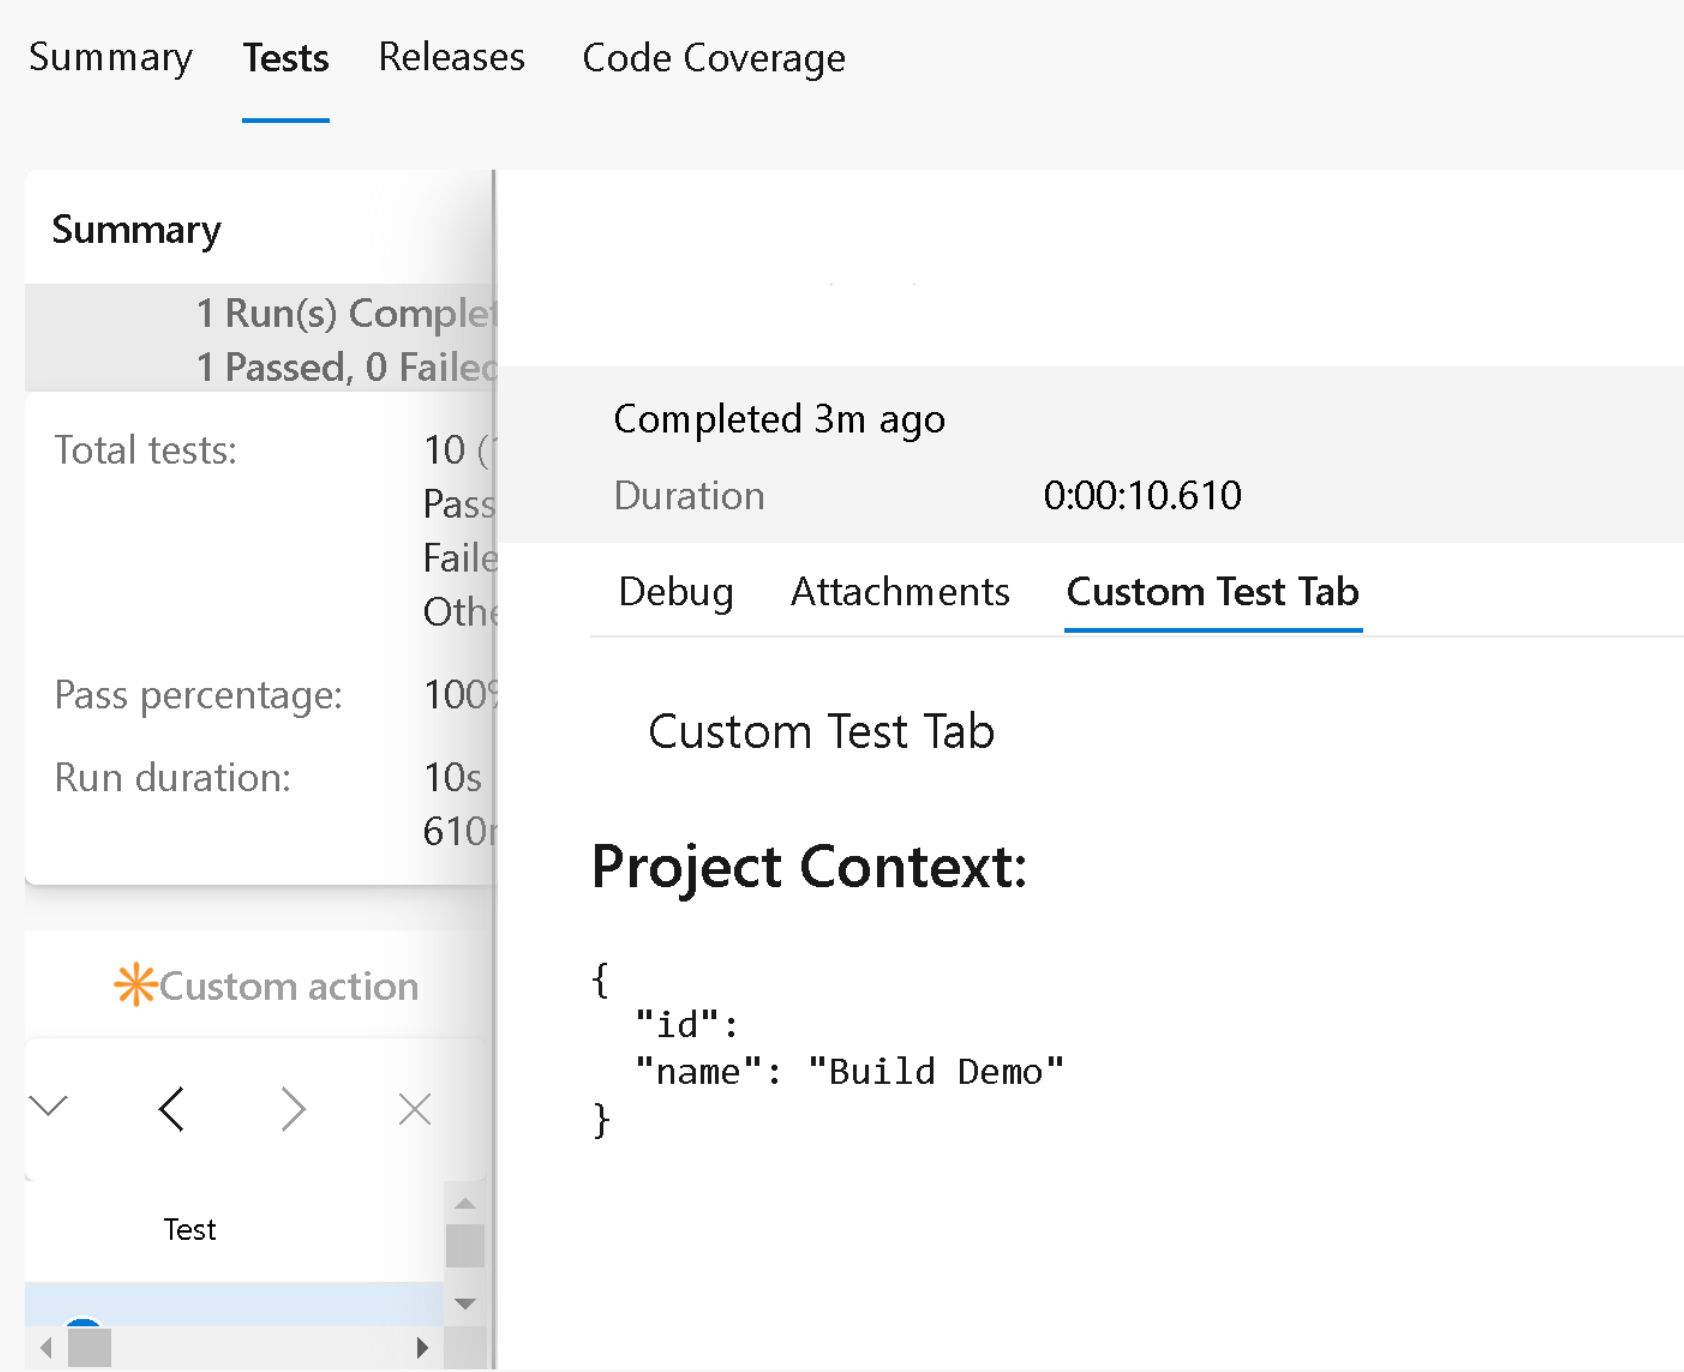 Summary Tests Releases Code Coverage
Summary
1 Run(s) Complet
1 Passed, 0 Failed
Total tests: 10 (
Pass
Faile
Othe
Pass percentage: 100%
Run duration: 10s
610
Custom action
Test
Completed 3m ago
Duration 0:00:10.610
Debug Attachments Custom Test Tab
Custom Test Tab
Project Context:
{
"id":
"name": "Build Demo"
}